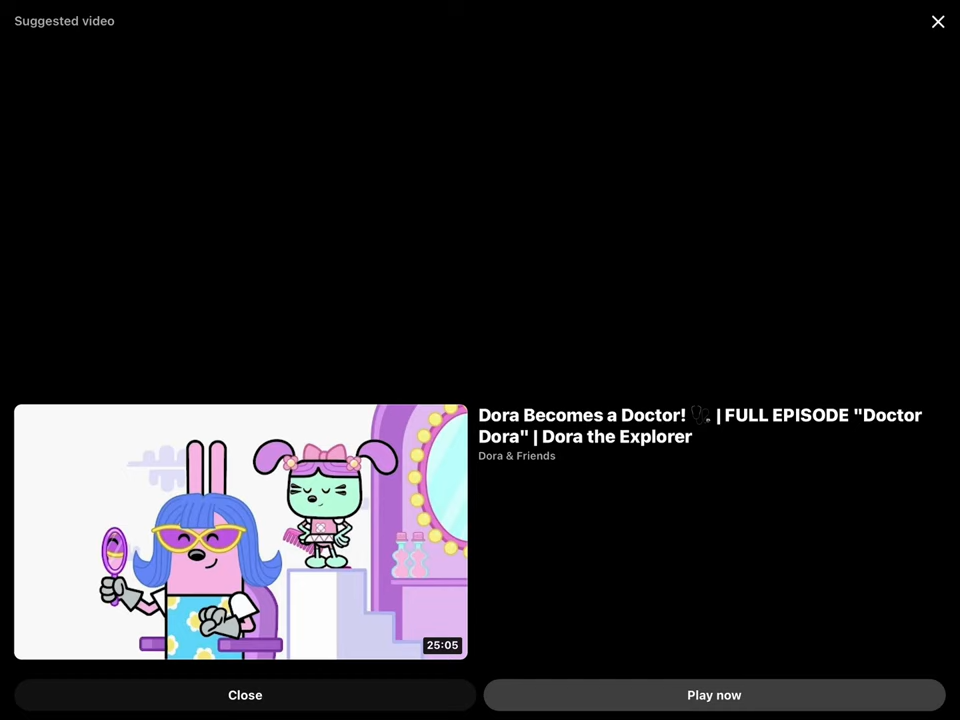 Suggested video
Dora Becomes a Doctor! 🩺 | FULL EPISODE "Doctor
Dora" | Dora the Explorer
Dora & Friends
25:05
Close
Play now